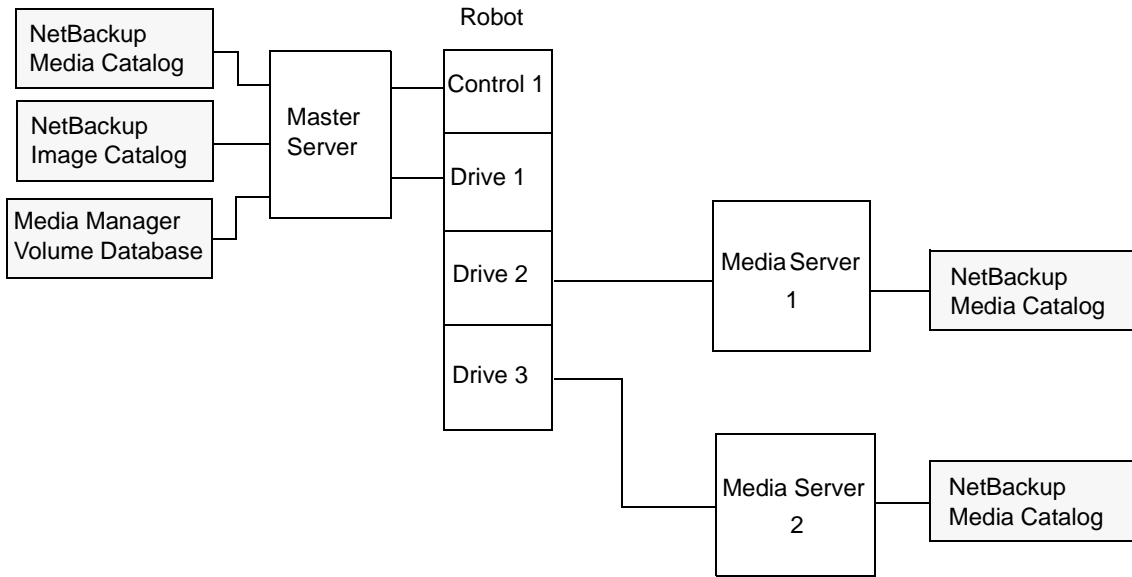 Robot
NetBackup
Media Catalog
NetBackup
Image Catalog
Media Manager
Volume Database
Master
Server
Control 1
Drive 1
Drive 2
Drive 3
Media Server
1
NetBackup
Media Catalog
Media Server
2
NetBackup
Media Catalog